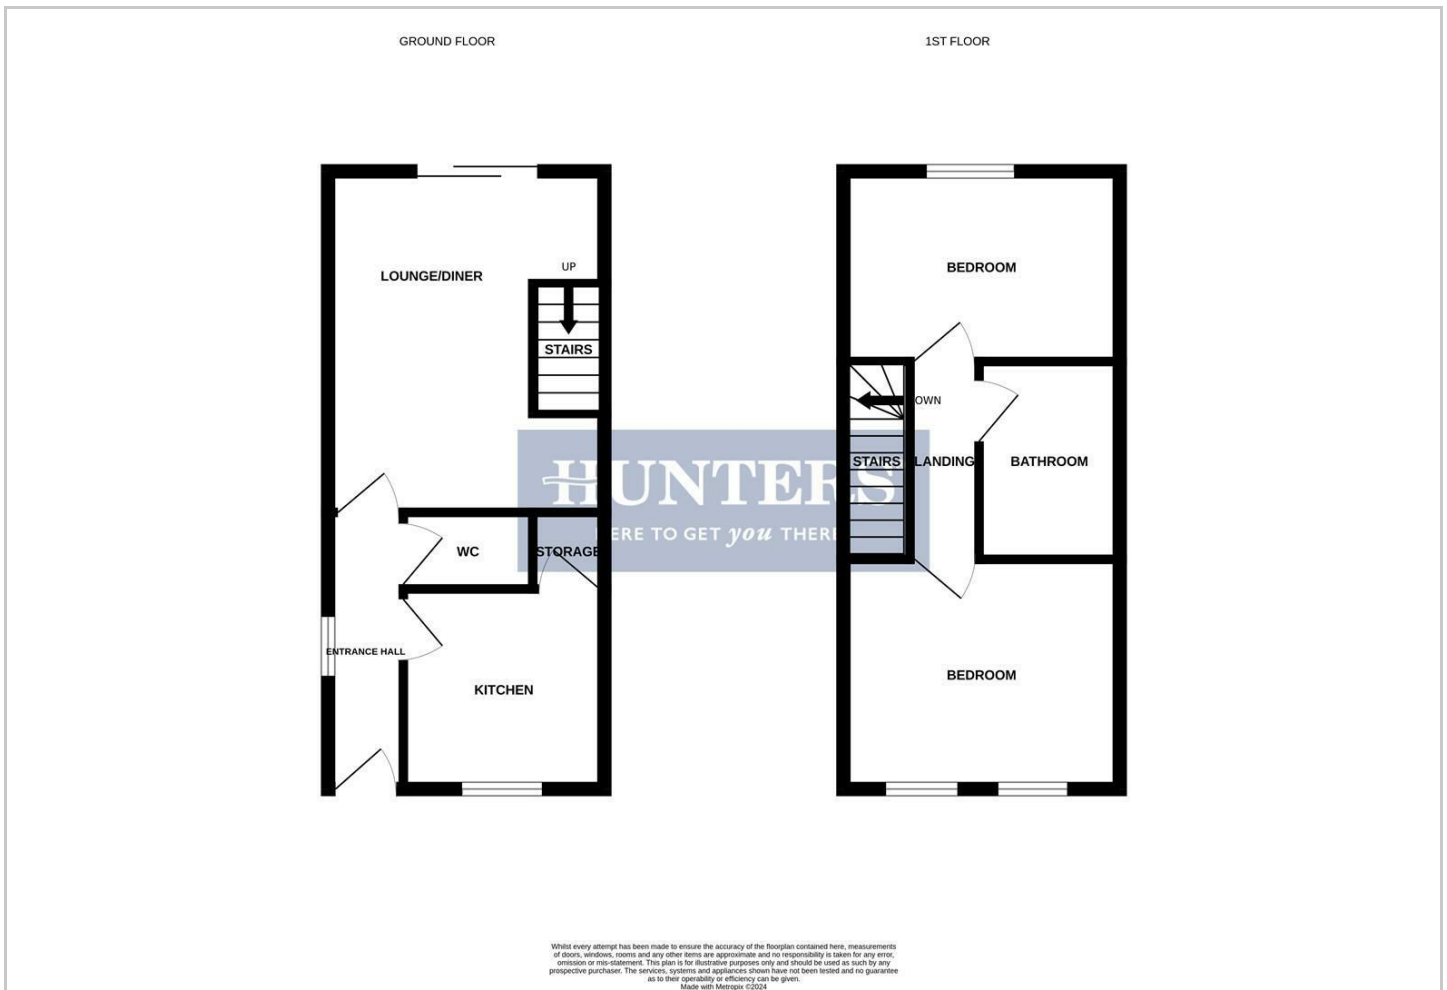 GROUND FLOOR
1ST FLOOR
LOUNGE/DINER
UP
STAIRS
WC
STORAGE
ENTRANCE HALL
KITCHEN
BEDROOM
OWN
STAIRS
LANDING
BATHROOM
BEDROOM
HUNTERS
HERE TO GET you THERE
Whilst every attempt has been made to ensure the accuracy of the floorplan contained here, measurements
of doors, windows, rooms and any other items are approximate and no responsibility is taken for any error,
omission or mis-statement. This plan is for illustrative purposes only and should be used as such by any
prospective purchaser. The services, systems and appliances shown have not been tested and no guarantee
as to their operability or efficiency can be given.
Made with Metropix ©2024